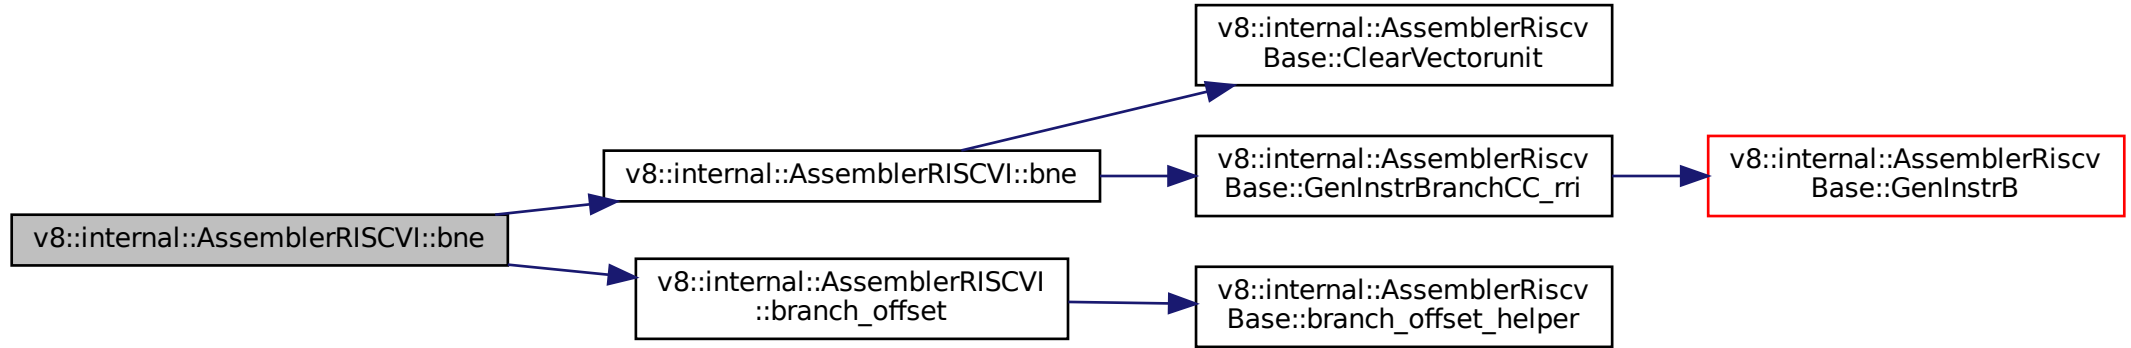 v8::internal::AssemblerRISCVI::bne
v8::internal::AssemblerRISCVI::bne
v8::internal::AssemblerRISCVI
::branch_offset
v8::internal::AssemblerRiscv
Base::ClearVectorunit
v8::internal::AssemblerRiscv
Base::GenInstrBranchCC_rri
v8::internal::AssemblerRiscv
Base::branch_offset_helper
v8::internal::AssemblerRiscv
Base::GenInstrB